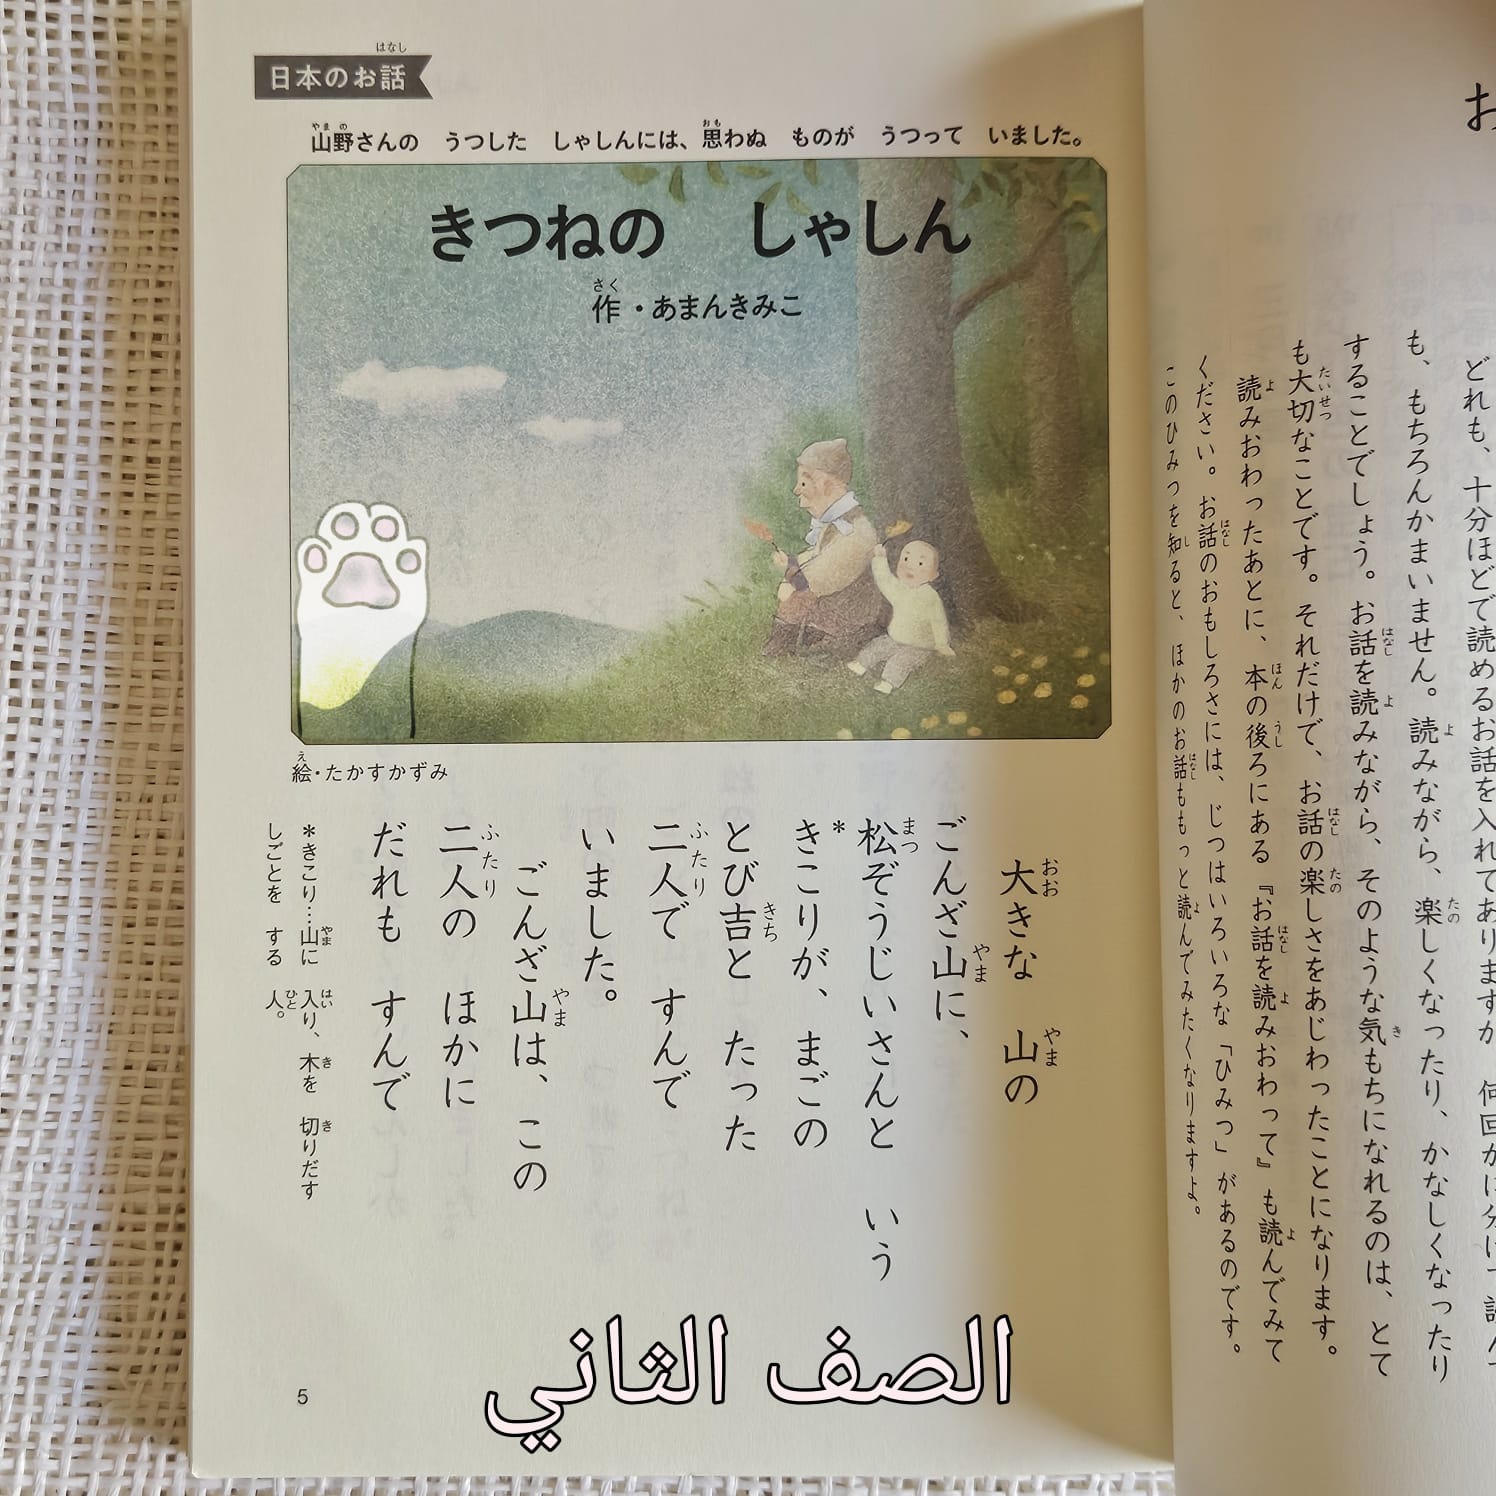 日本のお話
山野さんの うつした しゃしんには、思わぬ ものが うつって いました。
きつねの しゃしん
作・あまんきみこ
絵・たかすかずみ
大きな 山の
ごんざ山に、
松ぞうじいさんと いう
*きこりが、まごの
とび吉と たった
二人で すんで
いました。
ごんざ山は、この
二人の ほかに
だれも すんで
*きこり…山に 入り、木を 切りだす
しごとを する 人。
5
どれも、十分ほどで読めるお話を入れてありますが
も、もちろんかまいません。読みながら、楽しくなったり、かなしくなったり
することでしょう。お話を読みながら、そのような気もちになれるのは、とて
も大切なことです。それだけで、お話の楽しさをあじわったことになります。
読みおわったあとに、本の後ろにある『お話を読みおわって』も読んでみて
ください。お話のおもしろさには、じつはいろいろな「ひみつ」があるのです。
このひみつを知ると、ほかのお話ももっと読んでみたくなりますよ。
الصف الثاني